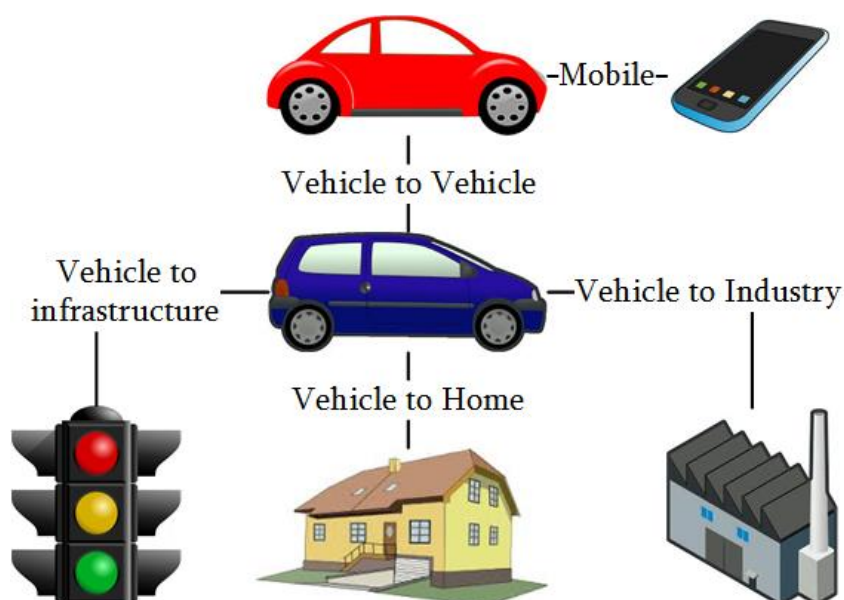 -Mobile-
Vehicle to Vehicle
Vehicle to
infrastructure
Vehicle to Industry
Vehicle to Home